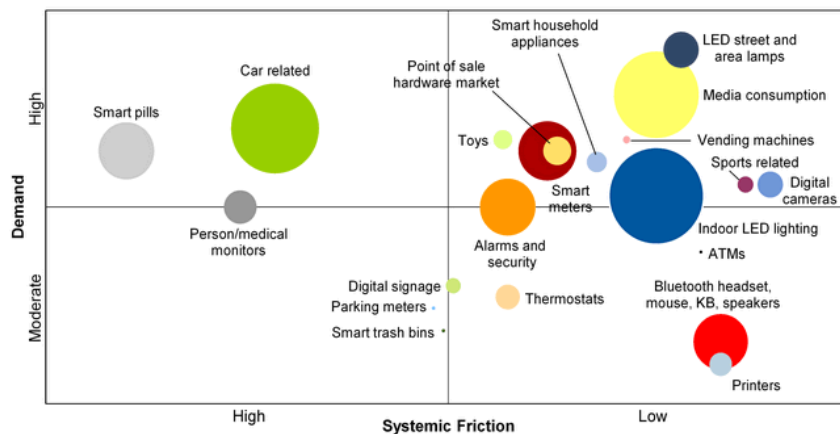 Smart household
appliances
LED street and
area lamps
Point of sale
hardware market
Car related
Media consumption
Smart pills
High
Toys
Vending machines
Sports related
Smart
meters
Digital
cameras
Demand
Person/medical
monitors
Alarms and
security
Indoor LED lighting
ATMs
Digital signage
Thermostats
Bluetooth headset,
mouse, KB, speakers
Parking meters
Smart trash bins
Moderate
Printers
High
Systemic Friction
Low